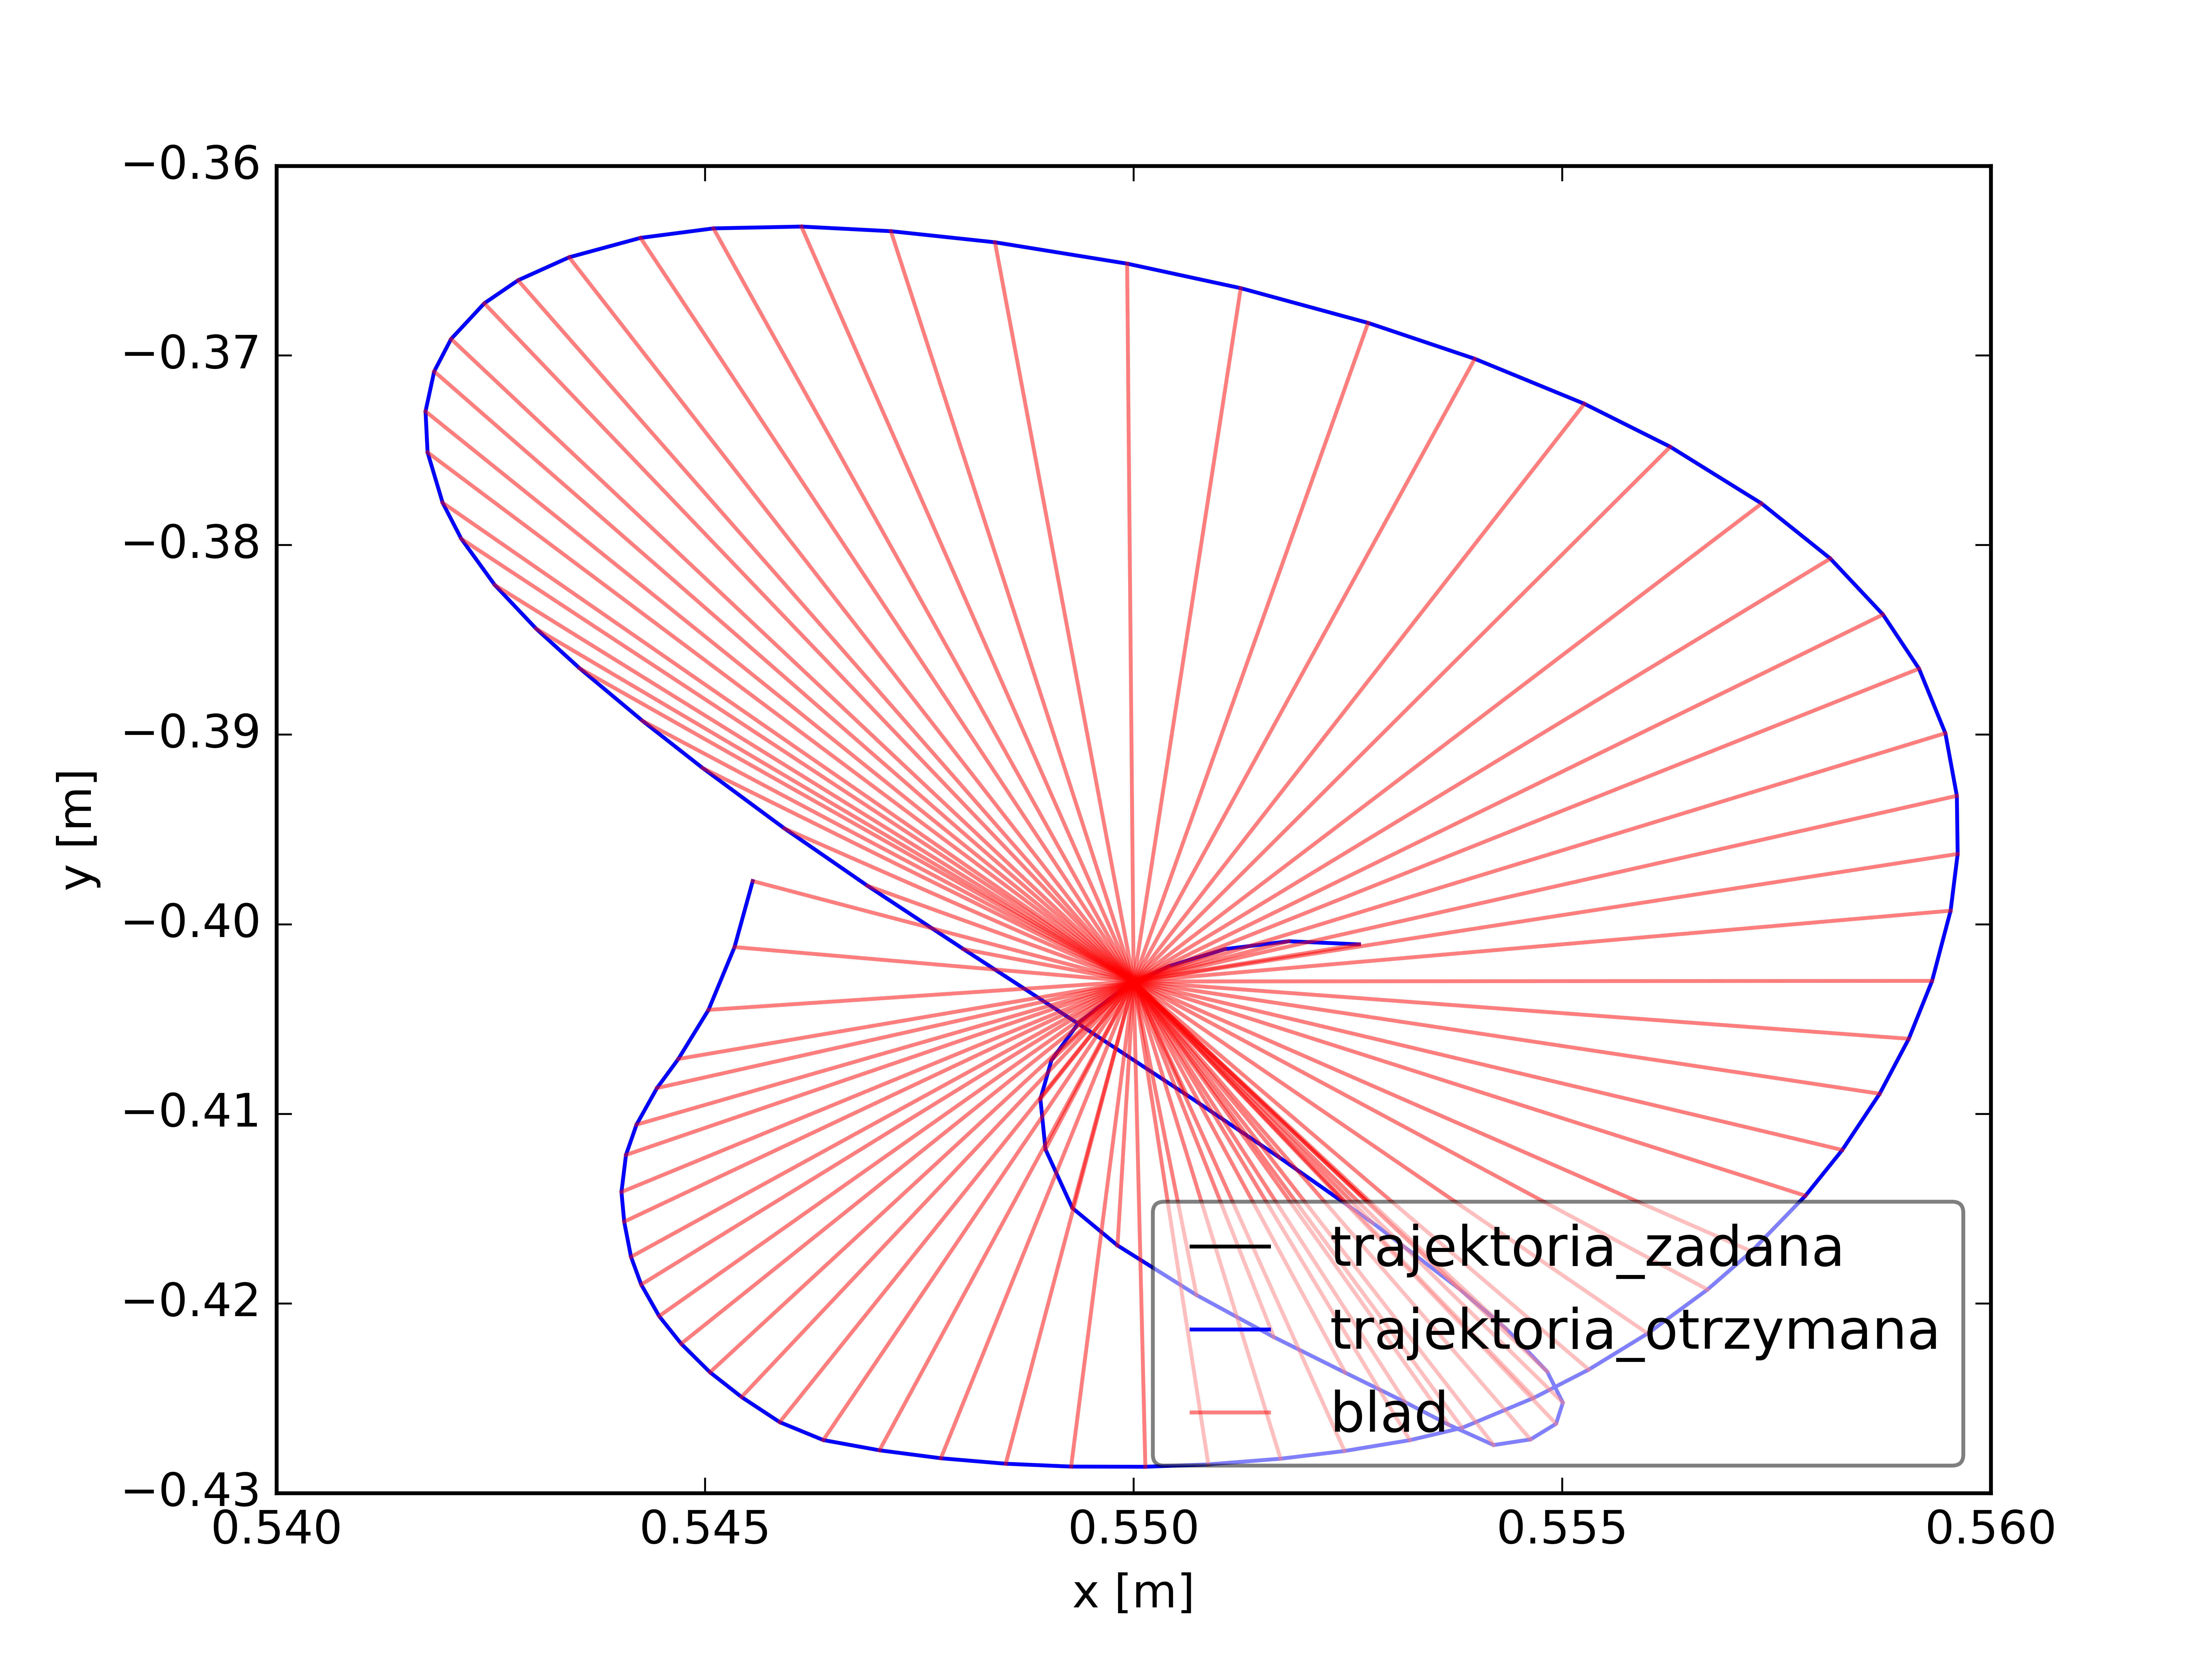 −0.36
−0.37
−0.38
−0.39
−0.40
−0.41
−0.42
−0.43
y [m]
trajektoria_zadana
trajektoria_otrzymana
blad
0.540 0.545 0.550 0.555 0.560
x [m]